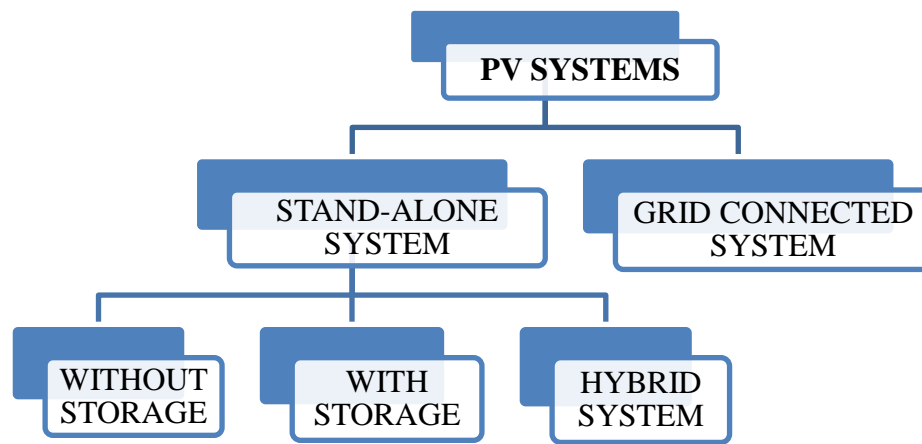 PV SYSTEMS
STAND-ALONE
SYSTEM
GRID CONNECTED
SYSTEM
WITHOUT
STORAGE
WITH
STORAGE
HYBRID
SYSTEM